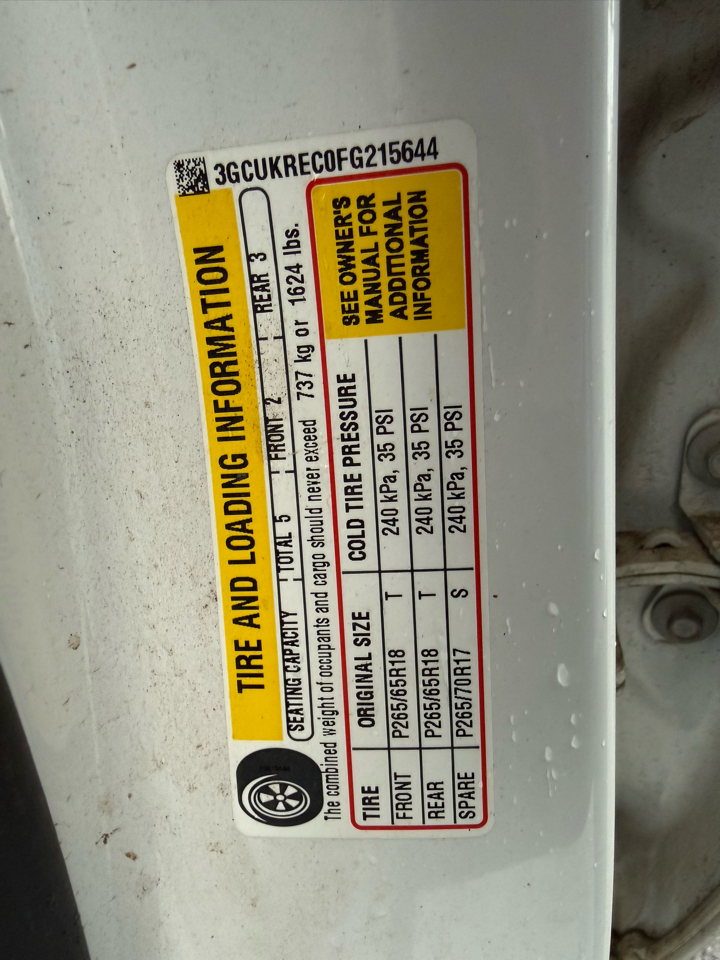 3GCUKREC0FG215644
TIRE AND LOADING INFORMATION
SEATING CAPACITY TOTAL 5 FRONT 2 REAR 3
The combined weight of occupants and cargo should never exceed 737 kg or 1624 lbs.
TIRE ORIGINAL SIZE COLD TIRE PRESSURE
FRONT P265/65R18 T 240 kPa, 35 PSI
REAR P265/65R18 T 240 kPa, 35 PSI
SPARE P265/70R17 S 240 kPa, 35 PSI
SEE OWNER'S
MANUAL FOR
ADDITIONAL
INFORMATION